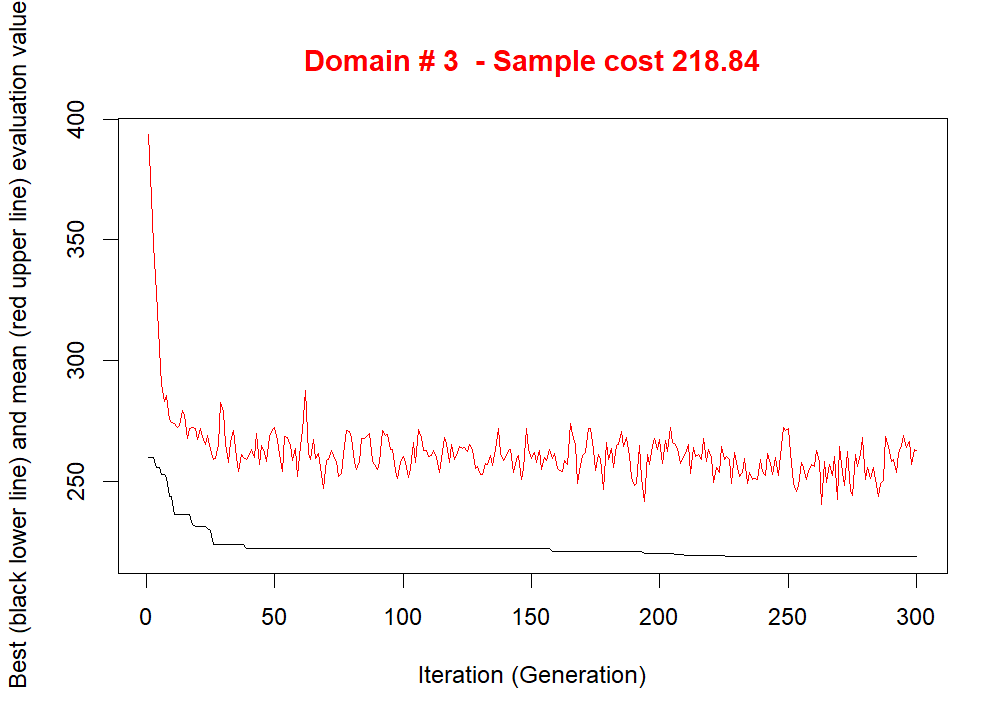 Domain # 3  - Sample cost 218.84
Best (black lower line) and mean (red upper line) evaluation value
400
350
300
250
0 50 100 150 200 250 300
Iteration (Generation)